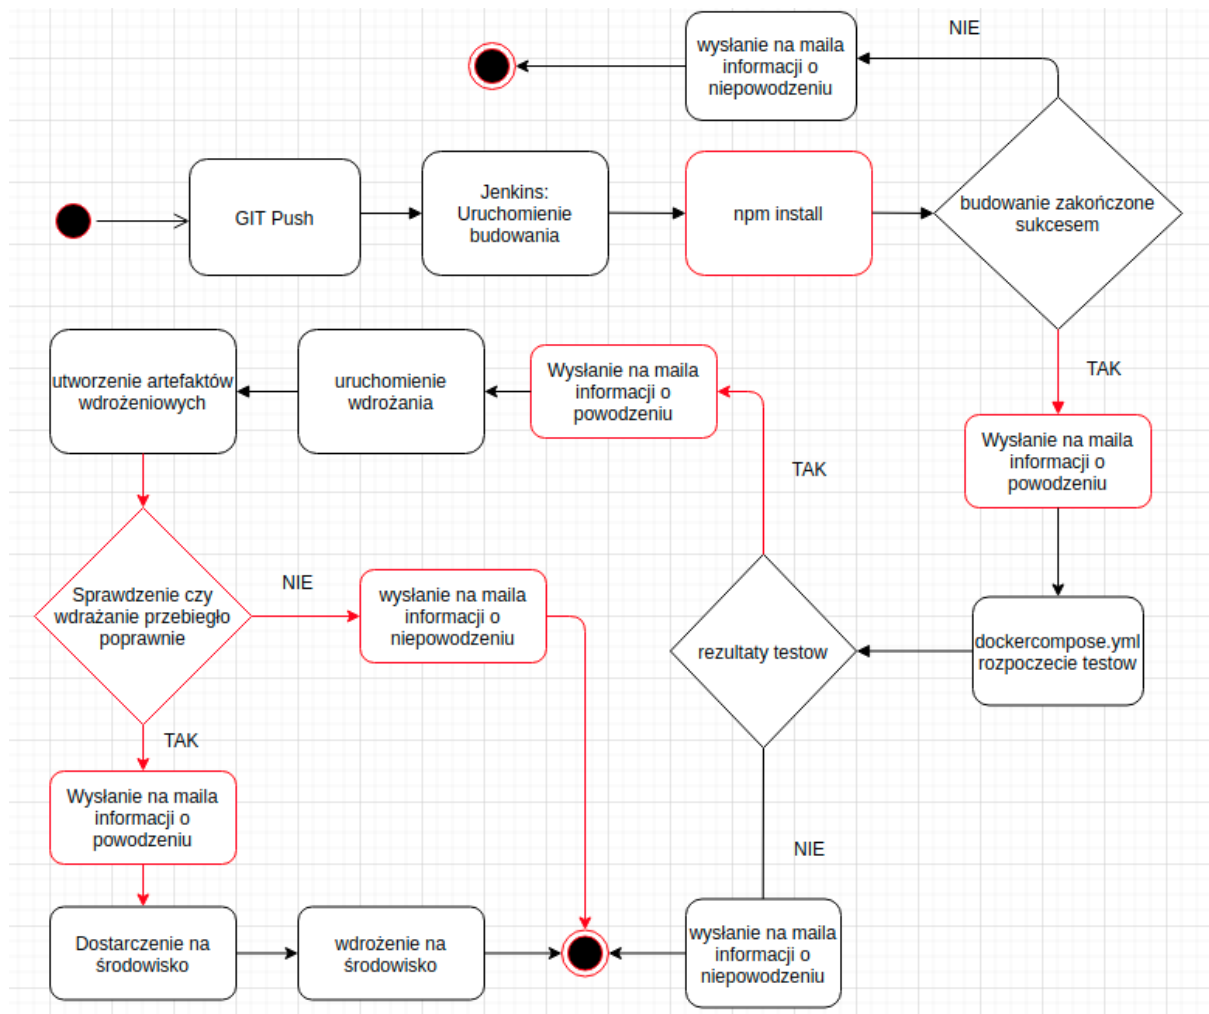 NIE
wysłanie na maila
informacji o
niepowodzeniu
GIT Push
Jenkins:
Uruchomienie
budowania
npm install
budowanie zakończone
sukcesem
TAK
Wysłanie na maila
informacji o
powodzeniu
dockercompose.yml
rozpoczecie testow
rezultaty testow
TAK
Wysłanie na maila
informacji o
powodzeniu
uruchomienie
wdrożania
utworzenie artefaktów
wdrożeniowych
Sprawdzenie czy
wdrażanie przebiegło
poprawnie
NIE
wysłanie na maila
informacji o
niepowodzeniu
TAK
Wysłanie na maila
informacji o
powodzeniu
Dostarczenie na
środowisko
wdrożenie na
środowisko
NIE
wysłanie na maila
informacji o
niepowodzeniu